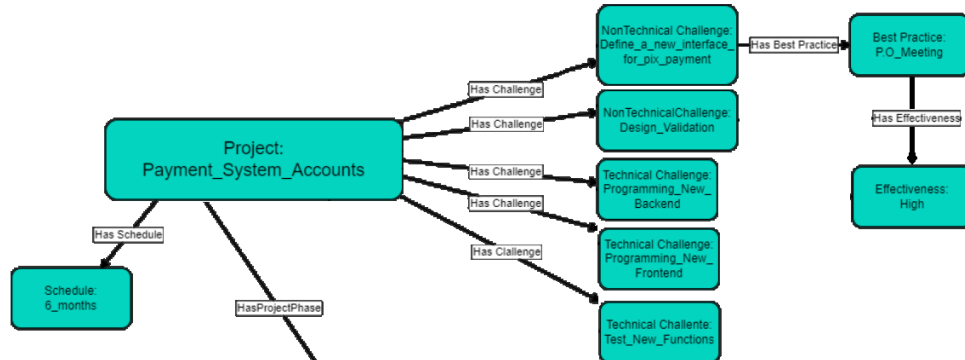 NonTechnical Challenge:
Define_a_new_interface_
for_pix_payment
Has Best Practice
Best Practice:
P.O_Meeting
Has Challenge
NonTechnicalChallenge:
Design_Validation
Has Effectiveness
Has Challenge
Project:
Payment_System_Accounts
Has Challenge
Technical Challenge:
Programming_New_
Backend
Effectiveness:
High
Has Challenge
Has Schedule
Has Clallenge
Technical Challenge:
Programming_New_
Frontend
Schedule:
6_months
HasProjectPhase
Technical Challente:
Test_New_Functions